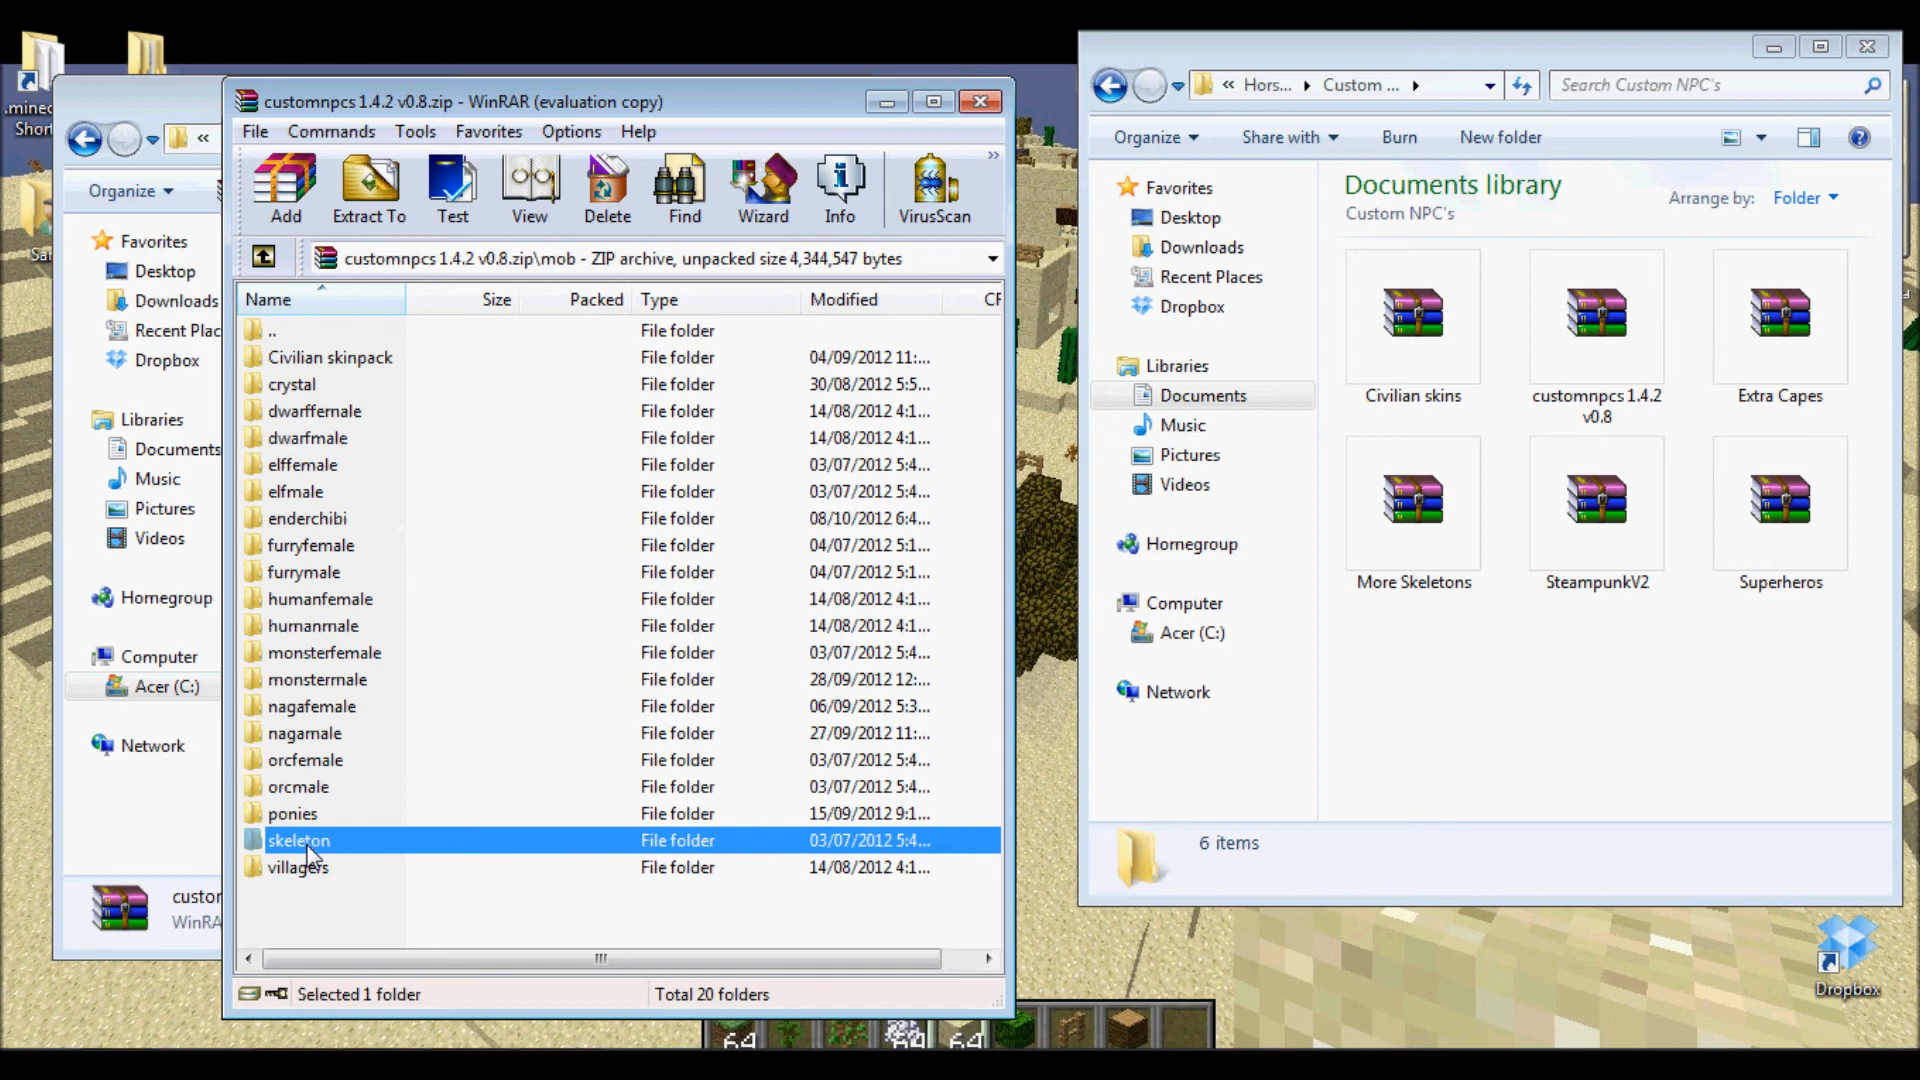 .minec
Short
Sar
«
Organize
Favorites
Desktop
Downloads
Recent Plac
Dropbox
Libraries
Documents
Music
Pictures
Videos
Homegroup
Computer
Acer (C:)
Network
custor
WinRA
customnpcs 1.4.2 v0.8.zip - WinRAR (evaluation copy)
File Commands Tools Favorites Options Help
Add Extract To Test View Delete Find Wizard Info VirusScan
»
customnpcs 1.4.2 v0.8.zip\mob - ZIP archive, unpacked size 4,344,547 bytes
Name Size Packed Type Modified CF
.. File folder
Civilian skinpack File folder 04/09/2012 11:...
crystal File folder 30/08/2012 5:5...
dwarffemale File folder 14/08/2012 4:1...
dwarfmale File folder 14/08/2012 4:1...
elffemale File folder 03/07/2012 5:4...
elfmale File folder 03/07/2012 5:4...
enderchibi File folder 08/10/2012 6:4...
furryfemale File folder 04/07/2012 5:1...
furrymale File folder 04/07/2012 5:1...
humanfemale File folder 14/08/2012 4:1...
humanmale File folder 14/08/2012 4:1...
monsterfemale File folder 03/07/2012 5:4...
monstermale File folder 28/09/2012 12:...
nagafemale File folder 06/09/2012 5:3...
nagamale File folder 27/09/2012 11:...
orcfemale File folder 03/07/2012 5:4...
orcmale File folder 03/07/2012 5:4...
ponies File folder 15/09/2012 9:1...
skeleton File folder 03/07/2012 5:4...
villagers File folder 14/08/2012 4:1...
Selected 1 folder Total 20 folders
64 64 64
« Hors... Custom ... Search Custom NPC's
Organize Share with Burn New folder
Favorites
Desktop
Downloads
Recent Places
Dropbox
Libraries
Documents
Music
Pictures
Videos
Homegroup
Computer
Acer (C:)
Network
Documents library
Custom NPC's
Arrange by: Folder
Civilian skins customnpcs 1.4.2 Extra Capes
v0.8
More Skeletons SteampunkV2 Superheros
6 items
Dropbox